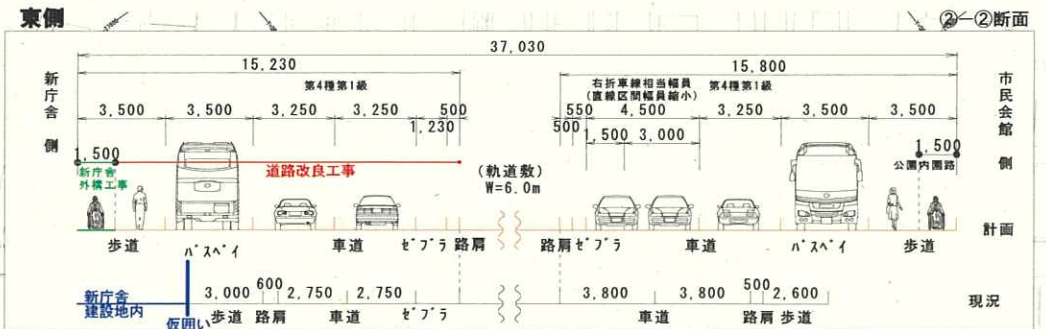 東側
②-②断面
37,030
15,230
15,800
第4種第1級
右折車線相当幅員
(直線区間幅員縮小)
第4種第1級
新庁舎側
市民会館側
3,500
3,500
3,250
3,250
1,230
500
500
550
4,500
3,250
3,500
3,500
1,500
3,000
1,500
新庁舎
外構工事
道路改良工事
(軌道敷)
W=6.0m
1,500
公園内園路
計画
歩道
バスベイ
車道
ゼブラ
路肩
路肩
ゼブラ
車道
バスベイ
歩道
新庁舎
建設地内
仮囲い
3,000
600
2,750
2,750
3,800
3,800
500
2,600
現況
歩道
路肩
車道
ゼブラ
車道
路肩
歩道